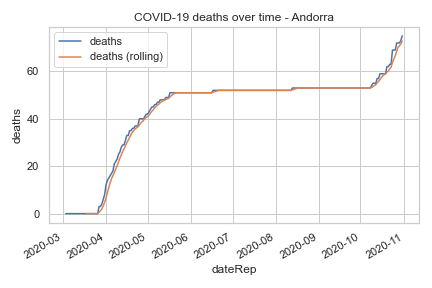 COVID-19 deaths over time - Andorra
deaths
deaths (rolling)
60
40
20
0
deaths
2020-03
2020-04
2020-05
2020-06
2020-07
2020-08
2020-09
2020-10
2020-11
dateRep